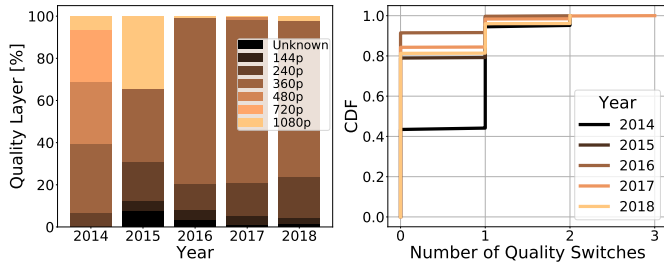 Quality Layer [%]
100
80
60
40
20
0
Unknown
144p
240p
360p
480p
720p
1080p
2014 2015 2016 2017 2018
Year
CDF
1.0
0.8
0.6
0.4
0.2
0.0
Year
2014
2015
2016
2017
2018
0 1 2 3
Number of Quality Switches